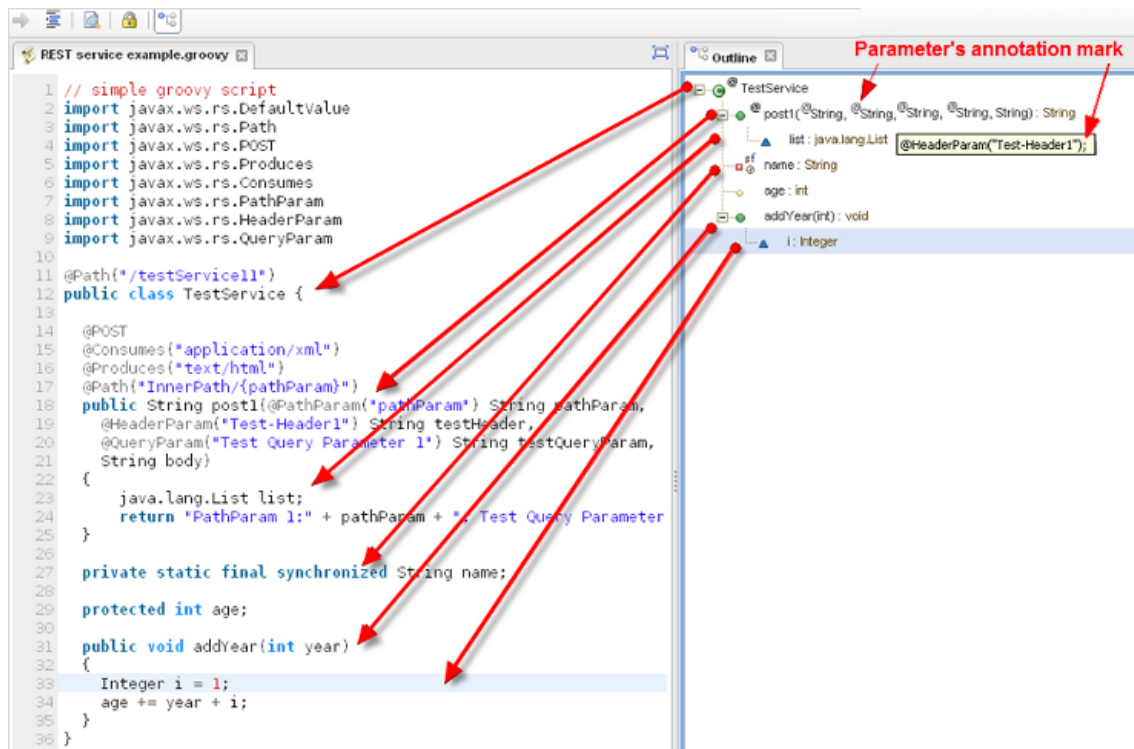 REST service example.groovy
1 // simple groovy script
2 import javax.ws.rs.DefaultValue
3 import javax.ws.rs.Path
4 import javax.ws.rs.POST
5 import javax.ws.rs.Produces
6 import javax.ws.rs.Consumes
7 import javax.ws.rs.PathParam
8 import javax.ws.rs.HeaderParam
9 import javax.ws.rs.QueryParam
10
11 @Path("/testService11")
12 public class TestService {
13
14 @POST
15 @Consumes("application/xml")
16 @Produces("text/html")
17 @Path("InnerPath/{pathParam}")
18 public String post1(@PathParam("pathParam") String pathParam,
19 @HeaderParam("Test-Header1") String testHeader,
20 @QueryParam("Test Query Parameter 1") String testQueryParam,
21 String body)
22 {
23 java.lang.List list;
24 return "PathParam 1:" + pathParam + "; Test Query Parameter
25 }
26
27 private static final synchronized String name;
28
29 protected int age;
30
31 public void addYear(int year)
32 {
33 Integer i = 1;
34 age += year + i;
35 }
36 }
Outline
Parameter's annotation mark
@ TestService
@ post1(@String, @String, @String, @String, String) : String
list : java.lang.List
@HeaderParam("Test-Header1");
sf name : String
age : int
addYear(int) : void
i : Integer